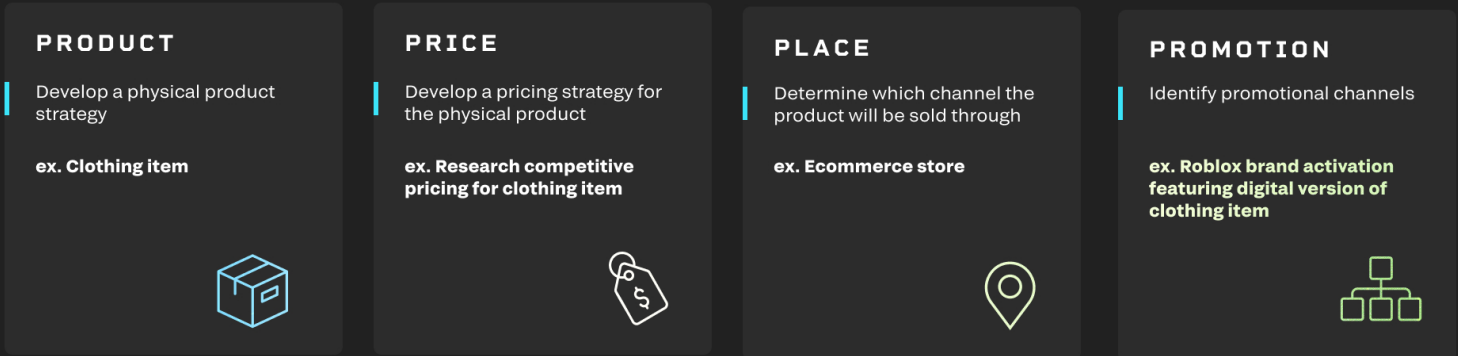 PRODUCT
Develop a physical product
strategy
ex. Clothing item
PRICE
Develop a pricing strategy for
the physical product
ex. Research competitive
pricing for clothing item
$
PLACE
Determine which channel the
product will be sold through
ex. Ecommerce store
PROMOTION
Identify promotional channels
ex. Roblox brand activation
featuring digital version of
clothing item